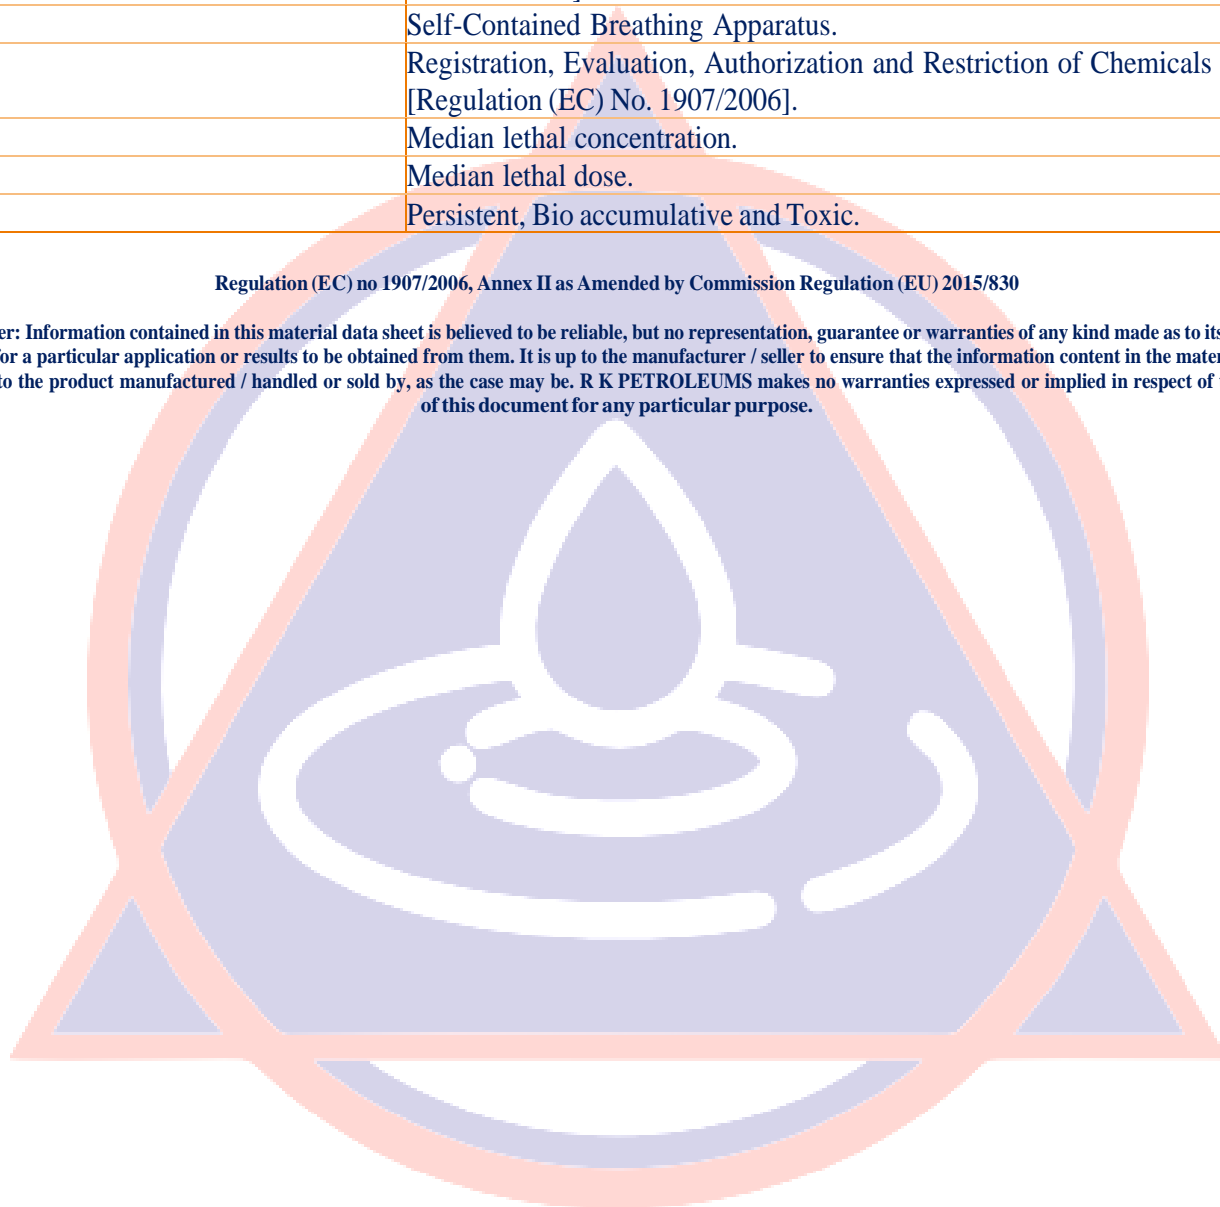 Self-Contained Breathing Apparatus.
Registration, Evaluation, Authorization and Restriction of Chemicals
[Regulation (EC) No. 1907/2006].
Median lethal concentration.
Median lethal dose.
Persistent, Bio accumulative and Toxic.
Regulation (EC) no 1907/2006, Annex II as Amended by Commission Regulation (EU) 2015/830
er: Information contained in this material data sheet is believed to be reliable, but no representation, guarantee or warranties of any kind made as to its
for a particular application or results to be obtained from them. It is up to the manufacturer / seller to ensure that the information content in the mater
to the product manufactured / handled or sold by, as the case may be. R K PETROLEUMS makes no warranties expressed or implied in respect of
of this document for any particular purpose.